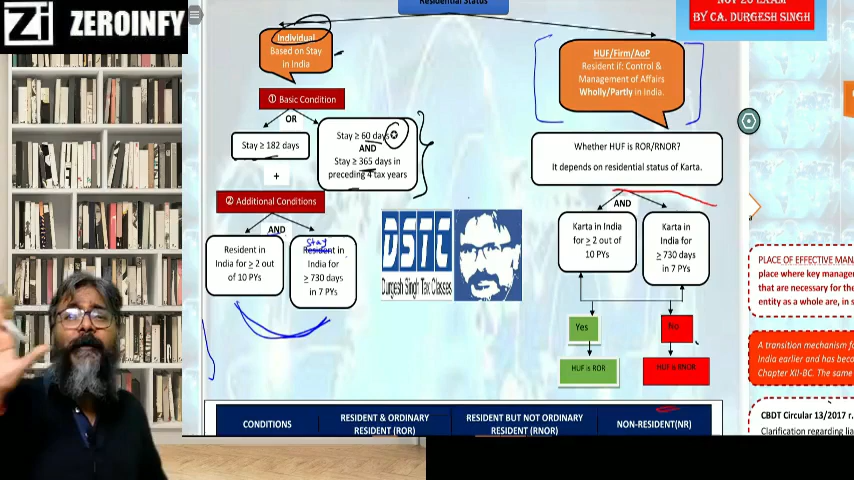 Zi ZEROINFY
Residential Status
BY CA. DURGESH SINGH
Individual
Based on Stay
in India
HUF/Firm/AoP
Resident if: Control &
Management of Affairs
Wholly/Partly in India.
① Basic Condition
OR
Stay ≥ 182 days
Stay ≥ 60 days
AND
Stay ≥ 365 days in
preceding 4 tax years
+
② Additional Conditions
AND
Resident in
India for ≥ 2 out
of 10 PYs
Stay
Resident in
India for
≥ 730 days
in 7 PYs
Whether HUF is ROR/RNOR?
It depends on residential status of Karta.
AND
Karta in India
for ≥ 2 out of
10 PYs
Karta in
India for
≥ 730 days
in 7 PYs
Yes
No
HUF is ROR
HUF is RNOR
DSTC
Durgesh Singh Tax Classes
PLACE OF EFFECTIVE MAN
place where key manage
that are necessary for the
entity as a whole are, in s
A transition mechanism fo
India earlier and has beco
Chapter XII-BC. The same
CBDT Circular 13/2017 r.
Clarification regarding lia
CONDITIONS
RESIDENT & ORDINARY
RESIDENT (ROR)
RESIDENT BUT NOT ORDINARY
RESIDENT (RNOR)
NON-RESIDENT(NR)